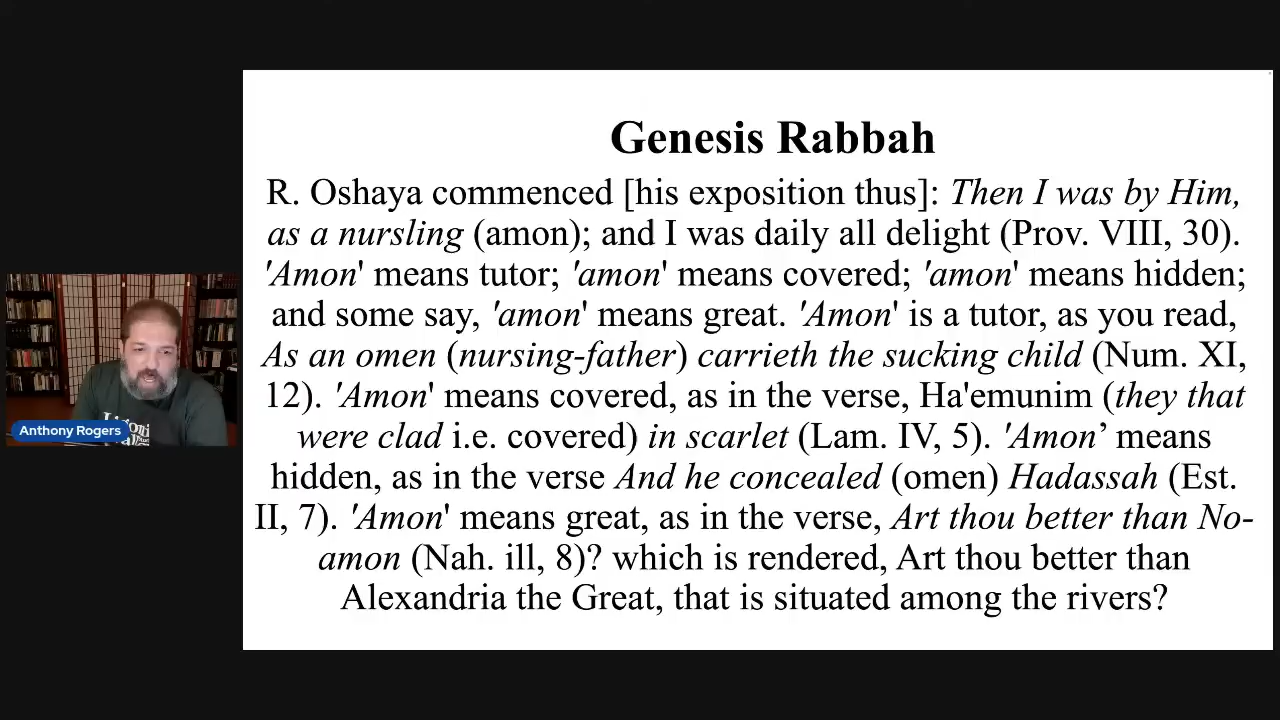 Genesis Rabbah
R. Oshaya commenced [his exposition thus]: Then I was by Him,
as a nursling (amon); and I was daily all delight (Prov. VIII, 30).
'Amon' means tutor; 'amon' means covered; 'amon' means hidden;
and some say, 'amon' means great. 'Amon' is a tutor, as you read,
As an omen (nursing-father) carrieth the sucking child (Num. XI,
12). 'Amon' means covered, as in the verse, Ha'emunim (they that
were clad i.e. covered) in scarlet (Lam. IV, 5). 'Amon’ means
hidden, as in the verse And he concealed (omen) Hadassah (Est.
II, 7). 'Amon' means great, as in the verse, Art thou better than No-
amon (Nah. ill, 8)? which is rendered, Art thou better than
Alexandria the Great, that is situated among the rivers?
Anthony Rogers